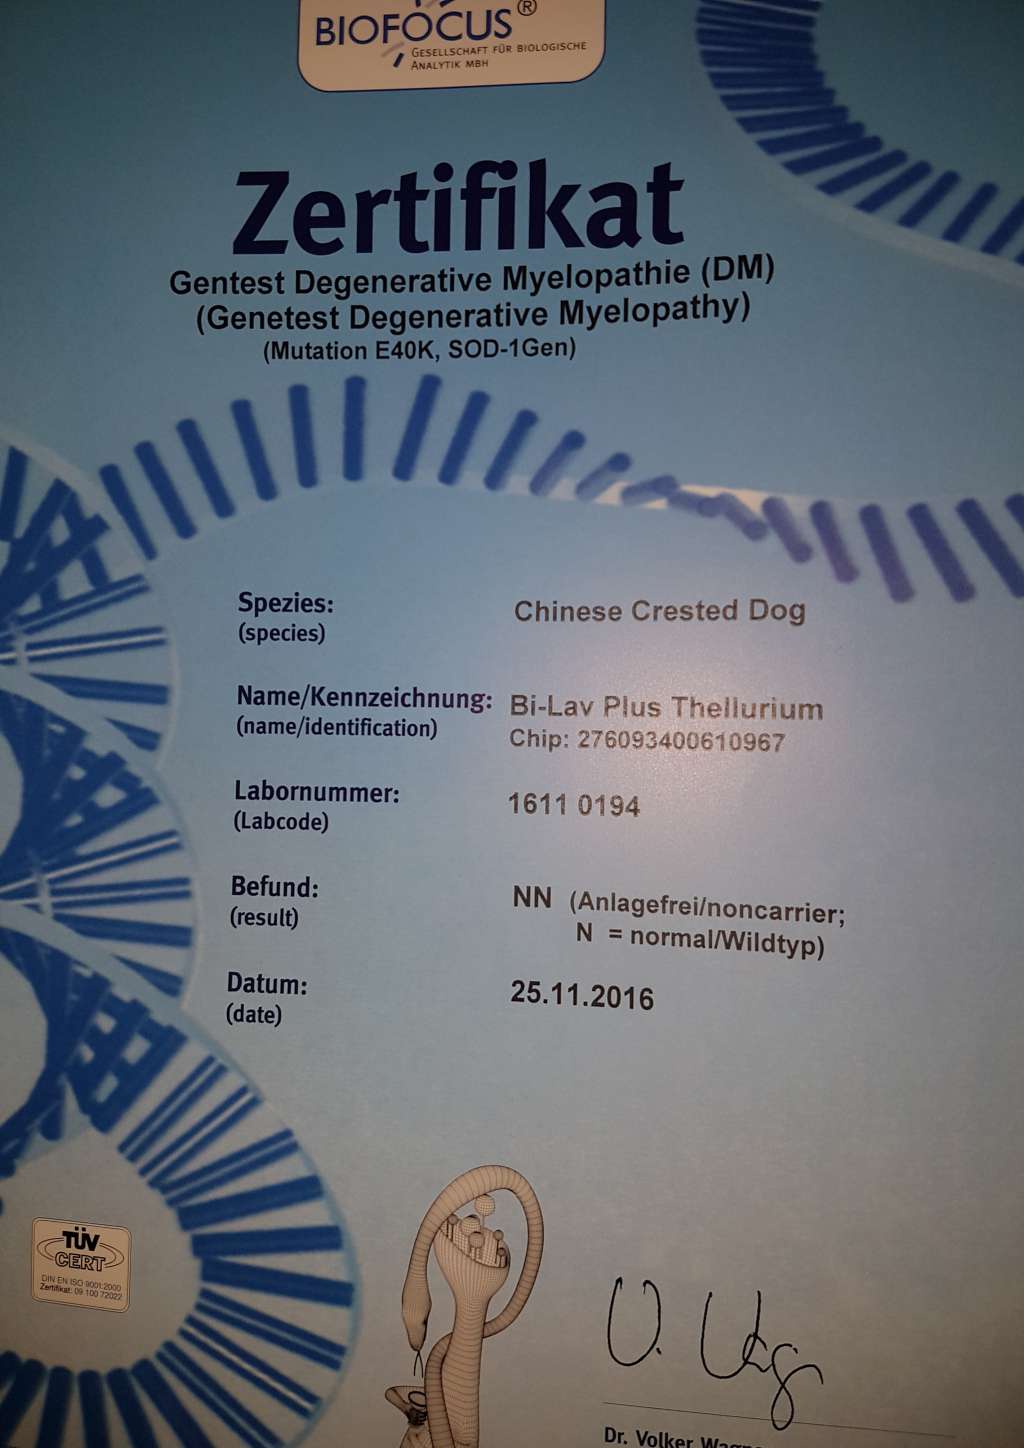 BIOFOCUS®
GESELLSCHAFT FÜR BIOLOGISCHE
ANALYTIK MBH
Zertifikat
Gentest Degenerative Myelopathie (DM)
(Genetest Degenerative Myelopathy)
(Mutation E40K, SOD-1Gen)
Spezies: Chinese Crested Dog
(species)
Name/Kennzeichnung: Bi-Lav Plus Thellurium
(name/identification) Chip: 276093400610967
Labornummer: 1611 0194
(Labcode)
Befund: NN (Anlagefrei/noncarrier;
(result) N = normal/Wildtyp)
Datum: 25.11.2016
(date)
TÜV
CERT
DIN EN ISO 9001:2000
Zertifikat: 09 100 72022
Dr. Volker